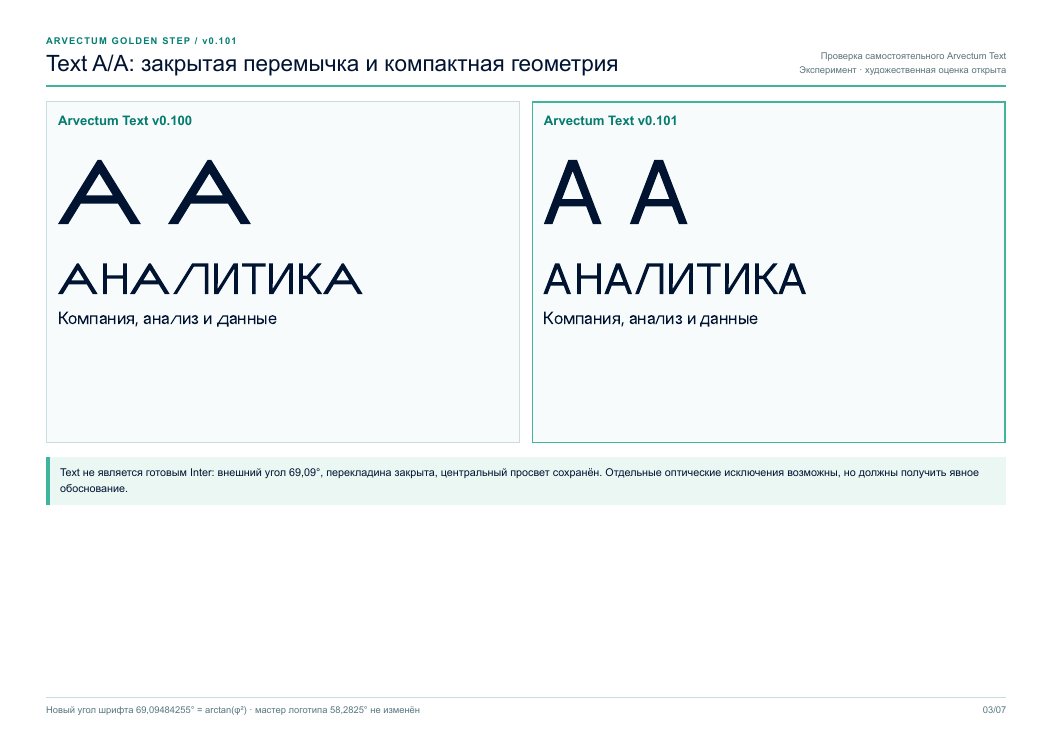 ARVECTUM GOLDEN STEP / v0.101
Text A/А: закрытая перемычка и компактная геометрия
Проверка самостоятельного Arvectum Text
Эксперимент · художественная оценка открыта
Arvectum Text v0.100
A А
АНАЛИТИКА
Компания, анализ и данные
Arvectum Text v0.101
A А
АНАЛИТИКА
Компания, анализ и данные
Text не является готовым Inter: внешний угол 69,09°, перекладина закрыта, центральный просвет сохранён. Отдельные оптические исключения возможны, но должны получить явное
обоснование.
Новый угол шрифта 69,09484255° = arctan(φ²) · мастер логотипа 58,2825° не изменён
03/07